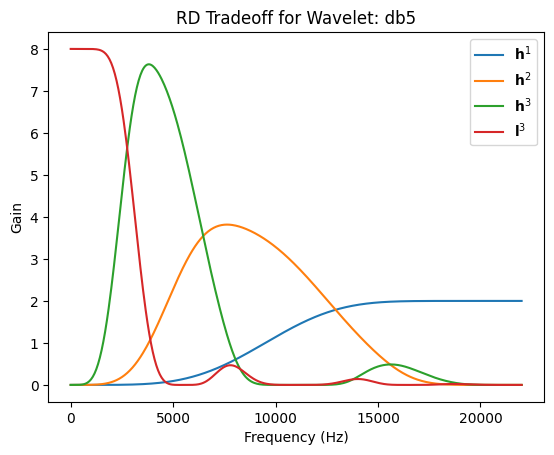 RD Tradeoff for Wavelet: db5
h¹
h²
h³
l³
8
7
6
5
4
3
2
1
0
Gain
0 5000 10000 15000 20000
Frequency (Hz)